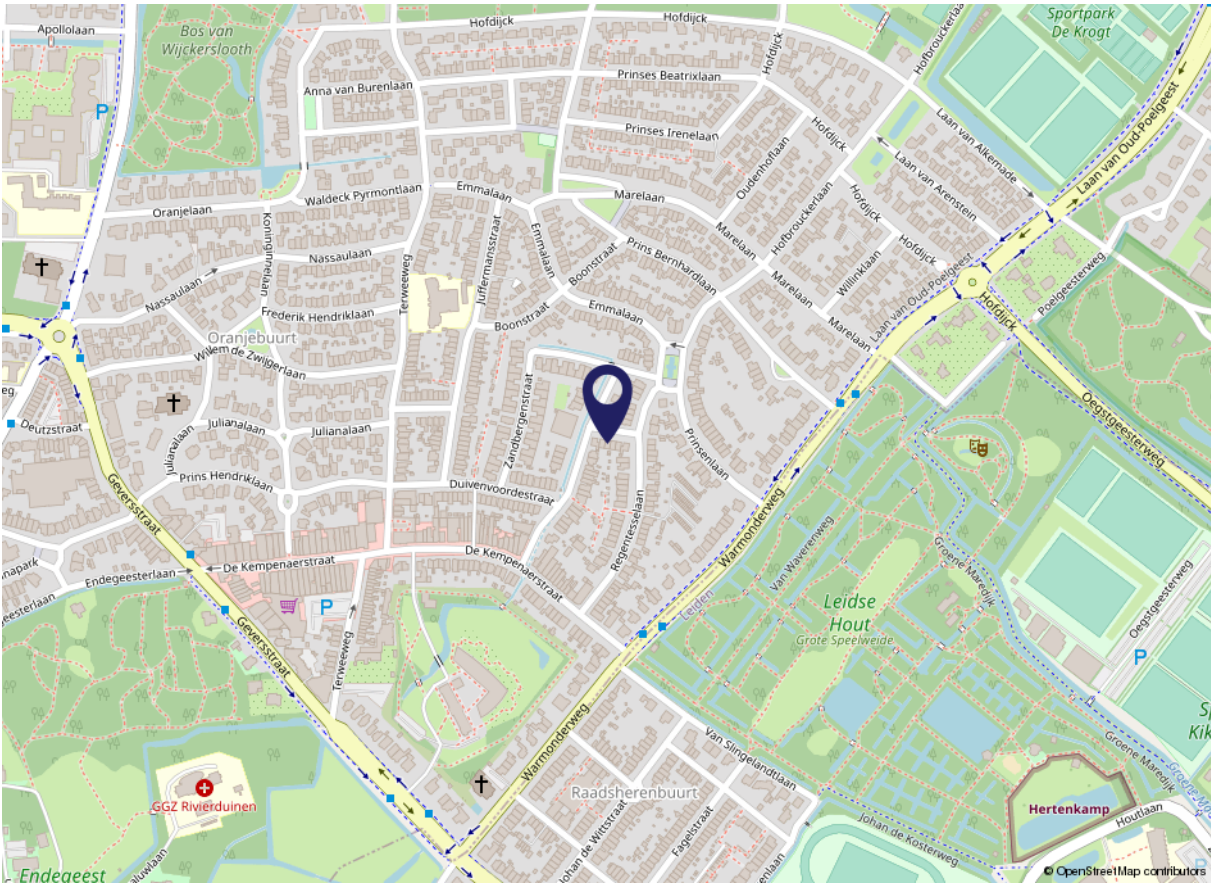 Hofdijck
Hofdijck
Apollolaan
Bos van
Wijckerslooth
Sportpark
De Krogt
Hofbrouckerlaan
Hofdijck
Prinses Beatrixlaan
Anna van Burenlaan
P
Laan van Oud-Poelgeest
Prinses Irenelaan
Hofdijck
Laan van Alkemade
Oudenhoflaan
Laan van Arenstein
Waldeck Pyrmontlaan
Emmalaan
Marelaan
Hofbrouckerlaan
Hofdijck
Oranjelaan
Koninginnelaan
Juffermansstraat
Emmalaan
Marelaan
Hofdijck
Nassaulaan
Boonstraat
Prins Bernhardlaan
Willinklaan
Poelgeesterweg
Terweeweg
Nassaulaan
Marelaan
Laan van Oud-Poelgeest
Hofdijck
Frederik Hendriklaan
Boonstraat
Emmalaan
Marelaan
Oranjebuurt
Willem de Zwijgerlaan
Oegstgeesterweg
Zandbergenstraat
Deutzstraat
Julianalaan
Julianalaan
Julianalaan
Prinsenlaan
Prins Hendriklaan
Duivenvoordestraat
Geversstraat
Regentesselaan
Warmonderweg
Van Waverenweg
Groene Maredijk
De Kempenaerstraat
De Kempenaerstraat
Endegeesterlaan
Leiden
Leidse
Hout
Grote Speelweide
Oegstgeesterweg
P
P
Geversstraat
Terweeweg
Warmonderweg
Van Slingelandtlaan
Groene Maredijk
GGZ Rivierduinen
Raadsherenbuurt
Hertenkamp
Houtlaan
Johan de Wittstraat
Fagelstraat
Johan de Kosterweg
P
Endegeest
© OpenStreetMap contributors